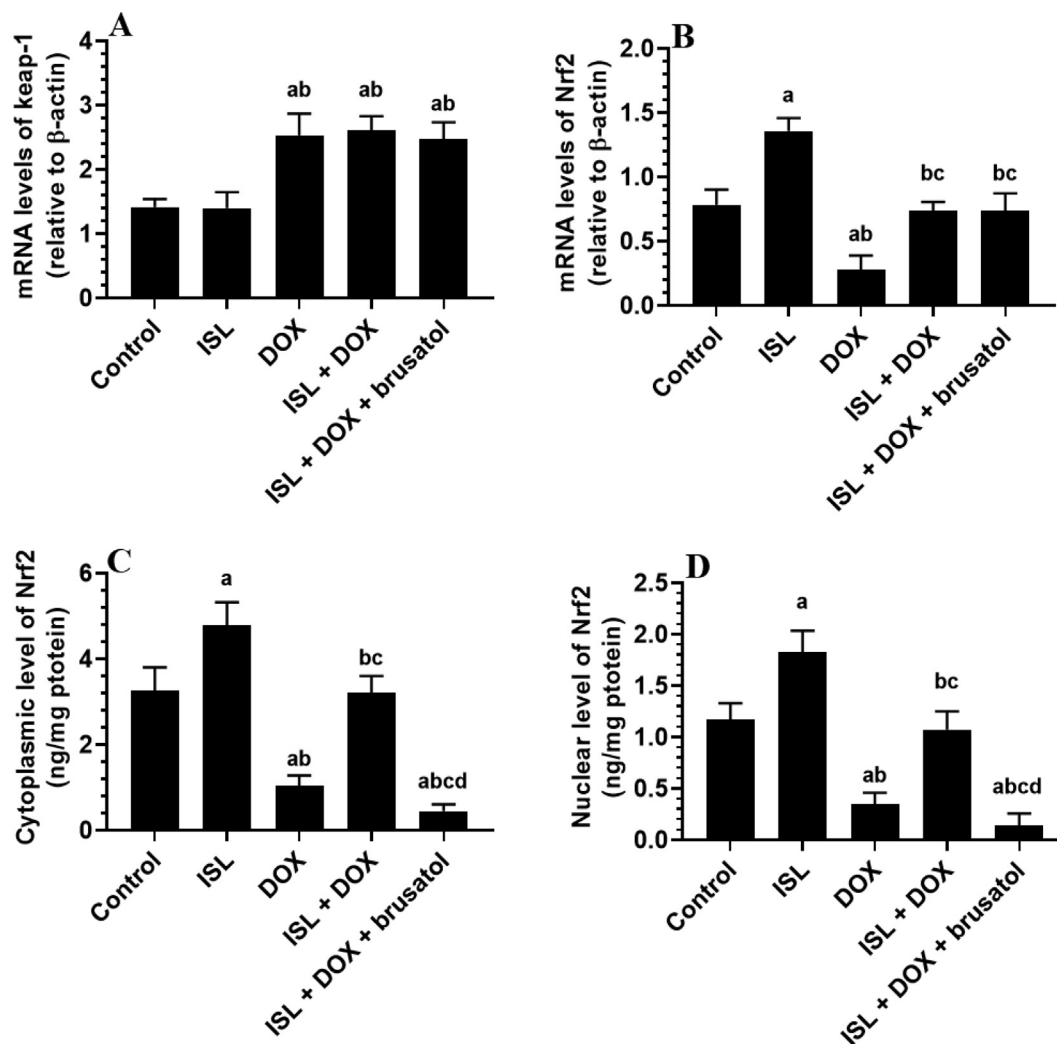 A
mRNA levels of keap-1
(relative to β-actin)
4
3
2
1
0
ab
ab
ab
Control
ISL
DOX
ISL + DOX
ISL + DOX + brusatol
B
mRNA levels of Nrf2
(relative to β-actin)
2.0
1.5
1.0
0.5
0.0
a
ab
bc
bc
Control
ISL
DOX
ISL + DOX
ISL + DOX + brusatol
C
Cytoplasmic level of Nrf2
(ng/mg ptotein)
6
4
2
0
a
ab
bc
abcd
Control
ISL
DOX
ISL + DOX
ISL + DOX + brusatol
D
Nuclear level of Nrf2
(ng/mg ptotein)
2.5
2.0
1.5
1.0
0.5
0.0
a
ab
bc
abcd
Control
ISL
DOX
ISL + DOX
ISL + DOX + brusatol